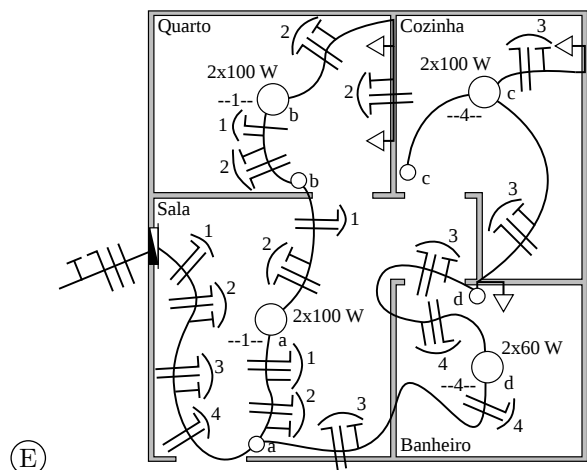 Quarto
Cozinha
2
3
2x100 W
2x100 W
--1--
b
2
c
--4--
1
2
b
c
Sala
3
1
1
2
3
2
d
2x100 W
a
--1--
2x60 W
1
4
3
--4--
d
2
3
4
4
a
Banheiro
E